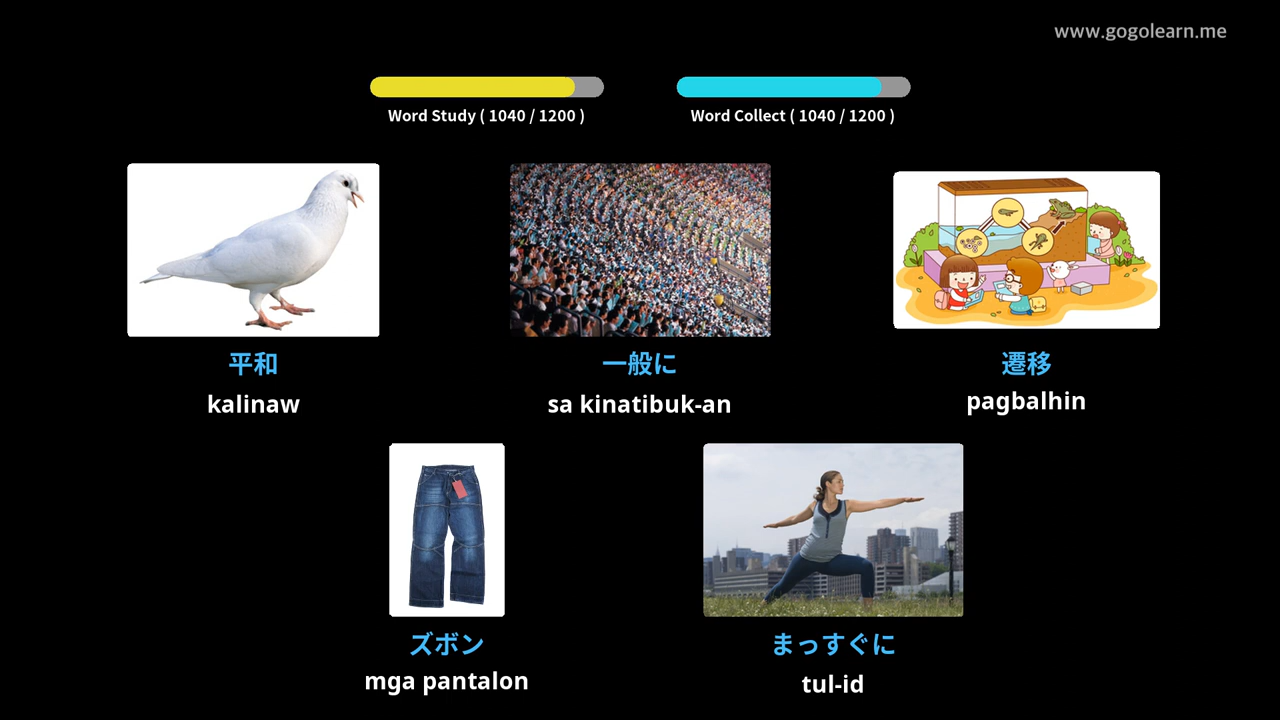 www.gogolearn.me
Word Study ( 1040 / 1200 )
Word Collect ( 1040 / 1200 )
平和
一般に
遷移
kalinaw
sa kinatibuk-an
pagbalhin
ズボン
まっすぐに
mga pantalon
tul-id